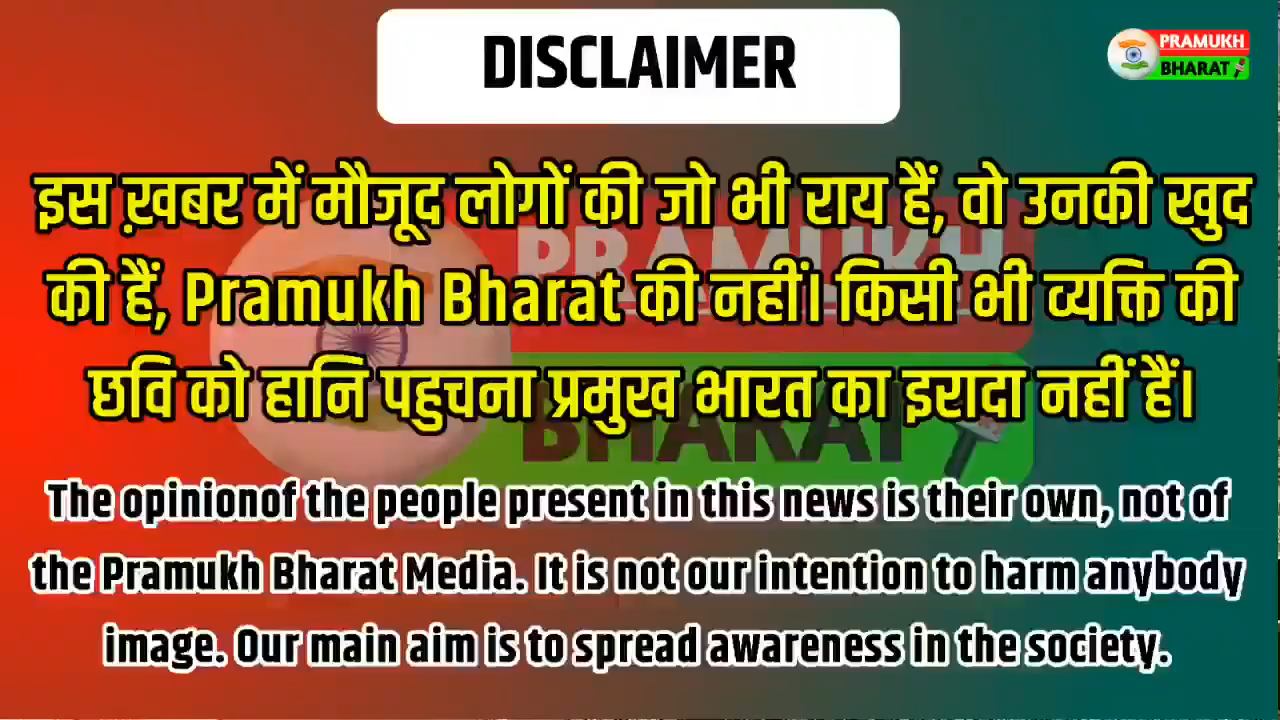 DISCLAIMER
PRAMUKH
BHARAT
इस ख़बर में मौजूद लोगों की जो भी राय हैं, वो उनकी खुद
की हैं, Pramukh Bharat की नहीं। किसी भी व्यक्ति की
छवि को हानि पहुचना प्रमुख भारत का इरादा नहीं हैं।
PRAMUKH
BHARAT
The opinionof the people present in this news is their own, not of
the Pramukh Bharat Media. It is not our intention to harm anybody
image. Our main aim is to spread awareness in the society.